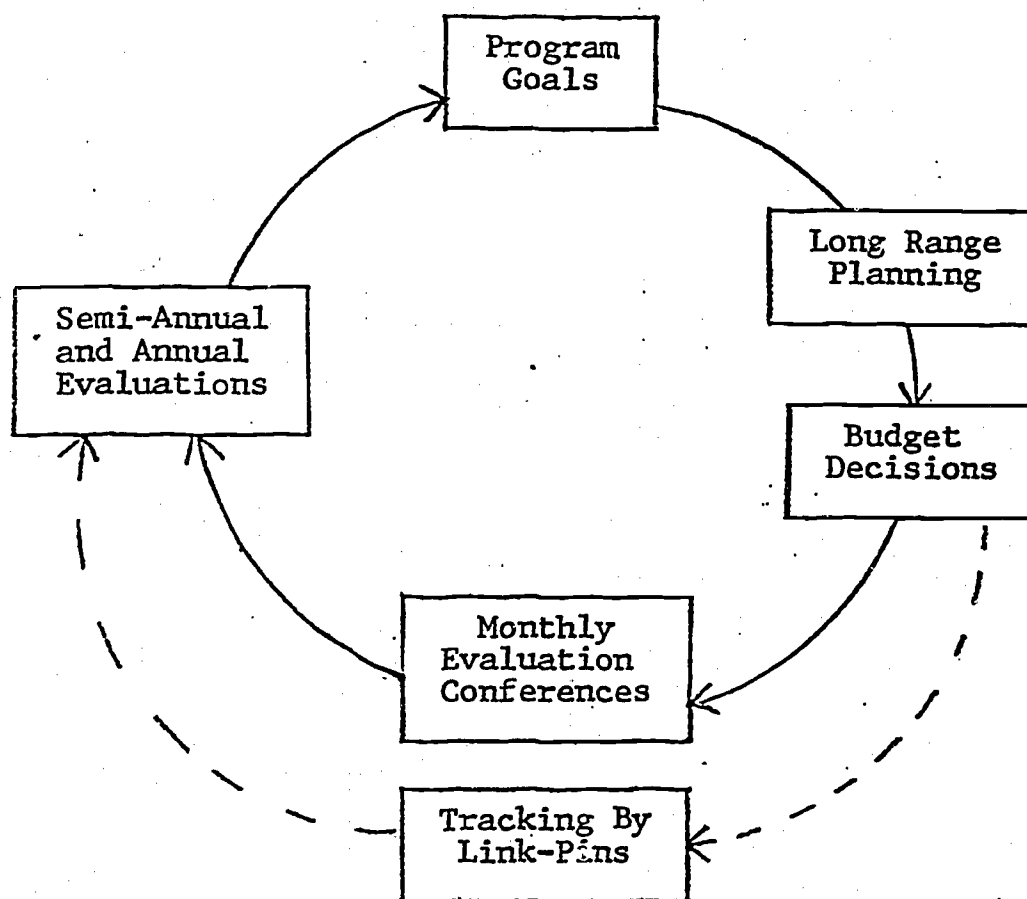 Program
Goals
Long Range
Planning
Semi-Annual
and Annual
Evaluations
Budget
Decisions
Monthly
Evaluation
Conferences
Tracking By
Link-Pins